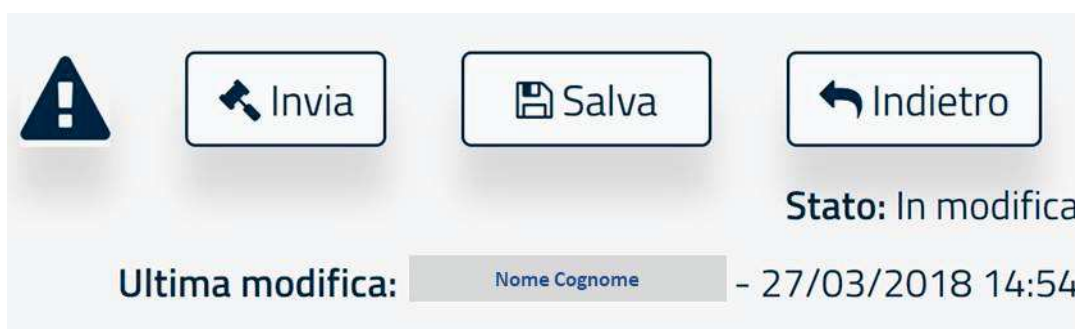 Invia Salva Indietro
Stato: In modifica
Ultima modifica: Nome Cognome - 27/03/2018 14:54